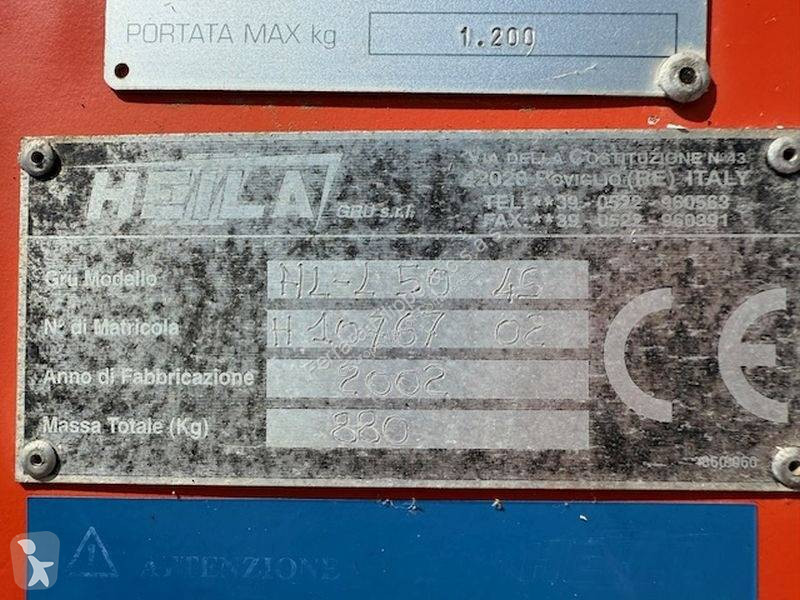 PORTATA MAX kg 1.200
HEILA GRU s.r.l.
VIA DELLA COSTITUZIONE N.43
42028 POVIGLIO (RE) ITALY
TEL: **39 - 0522 - 960563
FAX: **39 - 0522 - 960391
Gru Modello HL-L 50 4S
N° di Matricola H 10767 02
Anno di Fabbricazione 2002
Massa Totale (Kg) 880
CE
ATTENZIONE